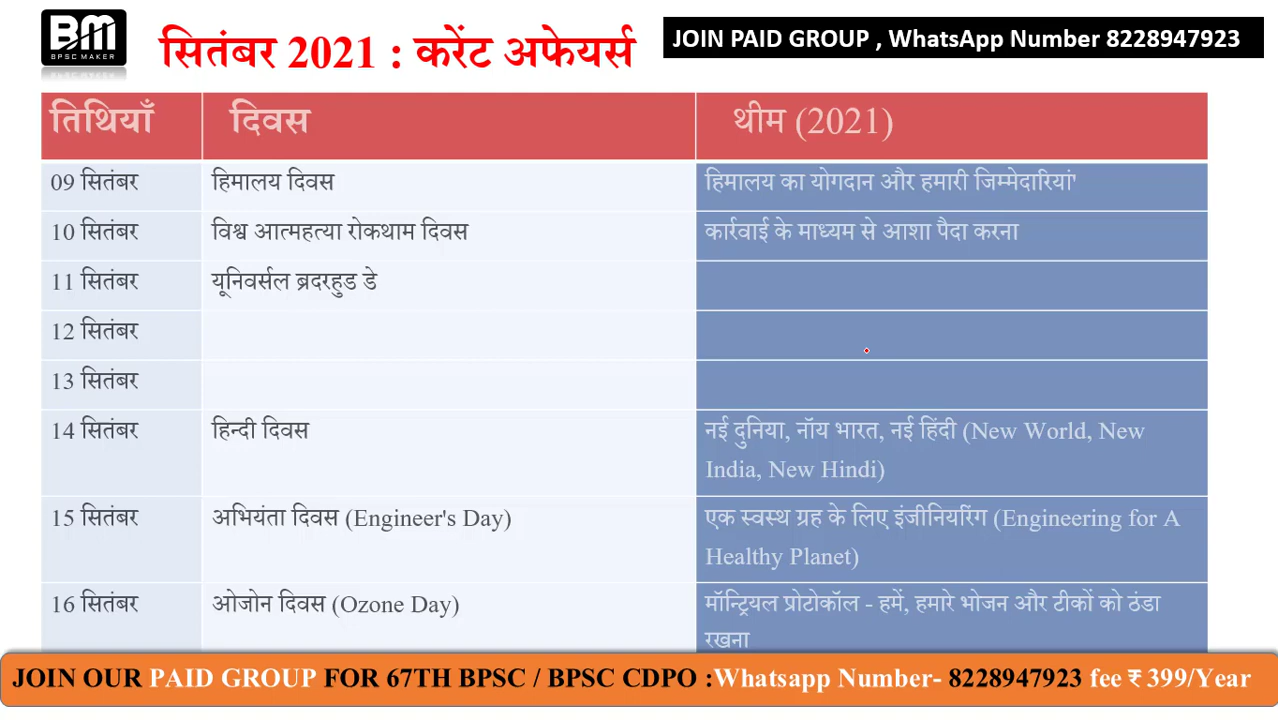 BM
BPSC MAKER
सितंबर 2021 : करेंट अफेयर्स
JOIN PAID GROUP , WhatsApp Number 8228947923
तिथियाँ दिवस थीम (2021)
09 सितंबर हिमालय दिवस हिमालय का योगदान और हमारी जिम्मेदारियां'
10 सितंबर विश्व आत्महत्या रोकथाम दिवस कार्रवाई के माध्यम से आशा पैदा करना
11 सितंबर यूनिवर्सल ब्रदरहुड डे
12 सितंबर
13 सितंबर
14 सितंबर हिन्दी दिवस नई दुनिया, नॉय भारत, नई हिंदी (New World, New
India, New Hindi)
15 सितंबर अभियंता दिवस (Engineer's Day) एक स्वस्थ ग्रह के लिए इंजीनियरिंग (Engineering for A
Healthy Planet)
16 सितंबर ओजोन दिवस (Ozone Day) मॉन्ट्रियल प्रोटोकॉल - हमें, हमारे भोजन और टीकों को ठंडा
रखना
JOIN OUR PAID GROUP FOR 67TH BPSC / BPSC CDPO :Whatsapp Number- 8228947923 fee ₹ 399/Year